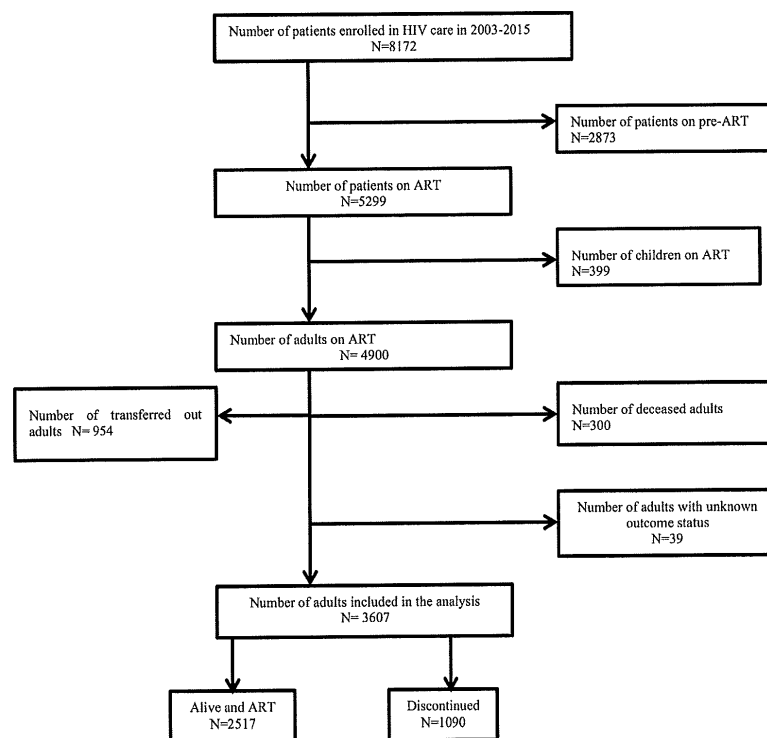 Number of patients enrolled in HIV care in 2003-2015
N=8172
Number of patients on pre-ART
N=2873
Number of patients on ART
N=5299
Number of children on ART
N=399
Number of adults on ART
N= 4900
Number of transferred out
adults N= 954
Number of deceased adults
N=300
Number of adults with unknown
outcome status
N=39
Number of adults included in the analysis
N= 3607
Alive and ART
N=2517
Discontinued
N=1090